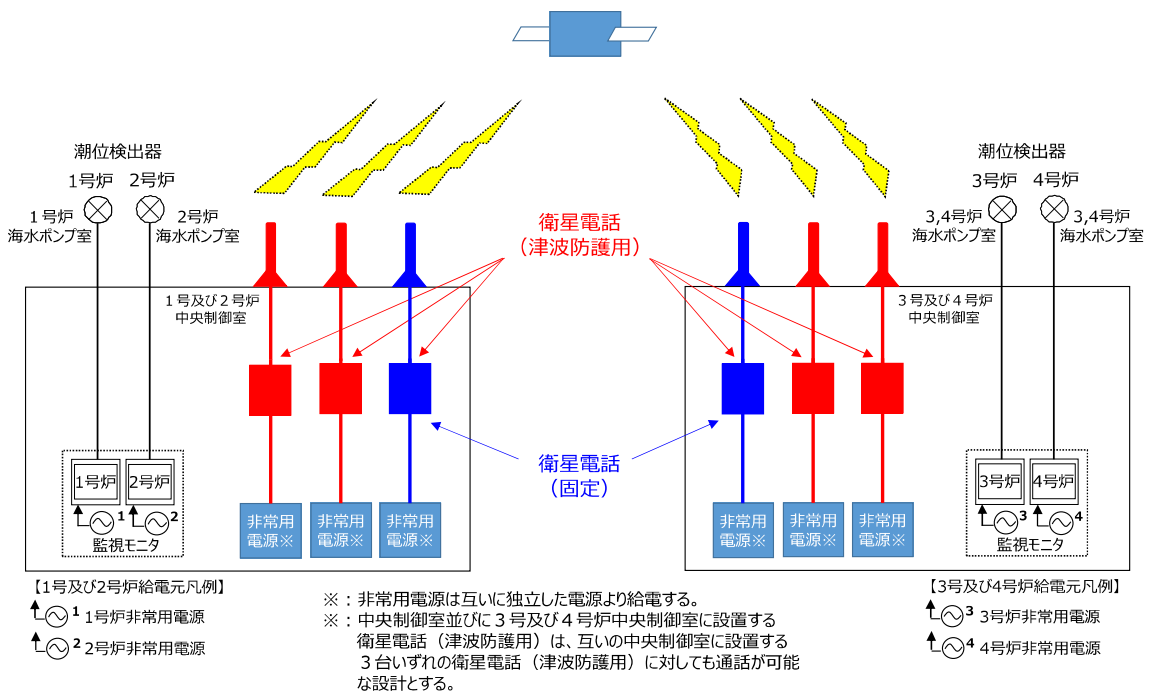 潮位検出器
1号炉
2号炉
1号炉
海水ポンプ室
2号炉
海水ポンプ室
衛星電話
（津波防護用）
潮位検出器
3号炉
4号炉
3,4号炉
海水ポンプ室
3,4号炉
海水ポンプ室
1号及び2号炉
中央制御室
3号及び4号炉
中央制御室
衛星電話
（固定）
1号炉
2号炉
1
2
監視モニタ
非常用
電源※
非常用
電源※
非常用
電源※
非常用
電源※
非常用
電源※
非常用
電源※
3号炉
4号炉
3
4
監視モニタ
【1号及び2号炉給電元凡例】
1 1号炉非常用電源
2 2号炉非常用電源
※：非常用電源は互いに独立した電源より給電する。
※：中央制御室並びに３号及び４号炉中央制御室に設置する
衛星電話（津波防護用）は、互いの中央制御室に設置する
３台いずれの衛星電話（津波防護用）に対しても通話が可能
な設計とする。
【3号及び4号炉給電元凡例】
3 3号炉非常用電源
4 4号炉非常用電源